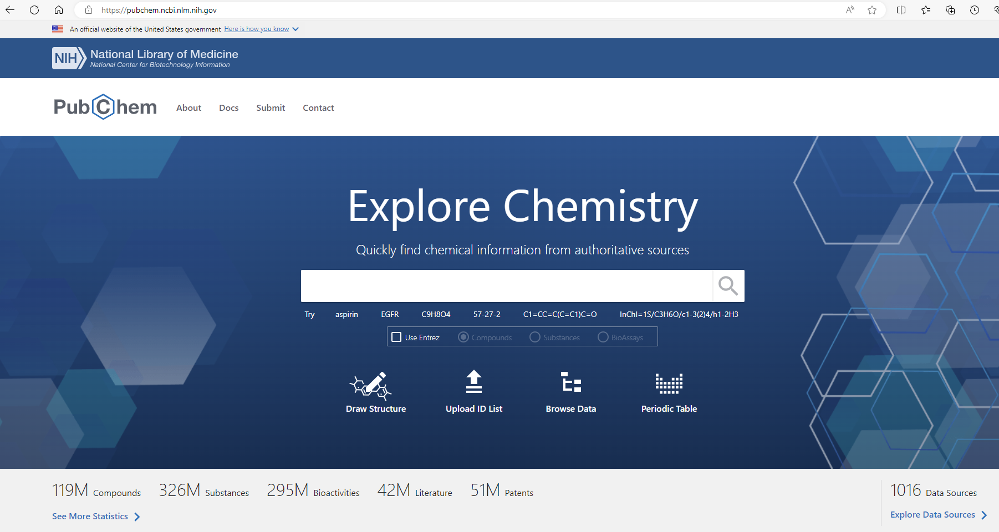 https://pubchem.ncbi.nlm.nih.gov
An official website of the United States government Here is how you know
NIH National Library of Medicine
National Center for Biotechnology Information
PubChem About Docs Submit Contact
Explore Chemistry
Quickly find chemical information from authoritative sources
Try aspirin EGFR C9H8O4 57-27-2 C1=CC=C(C=C1)C=O InChI=1S/C3H6O/c1-3(2)4/h1-2H3
Use Entrez Compounds Substances BioAssays
Draw Structure Upload ID List Browse Data Periodic Table
119M Compounds 326M Substances 295M Bioactivities 42M Literature 51M Patents 1016 Data Sources
See More Statistics Explore Data Sources